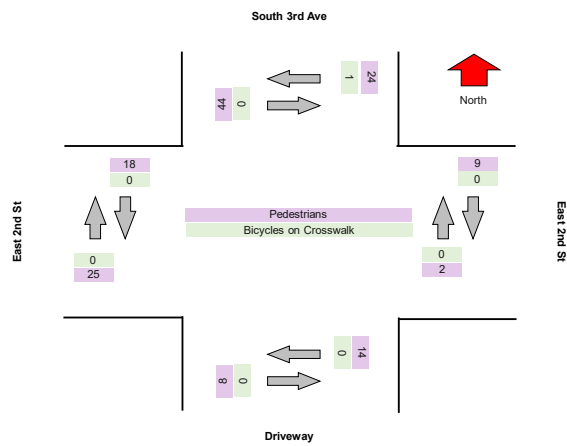 South 3rd Ave
1
24
44
0
North
18
0
9
0
East 2nd St
Pedestrians
Bicycles on Crosswalk
East 2nd St
0
25
0
2
0
14
8
0
Driveway